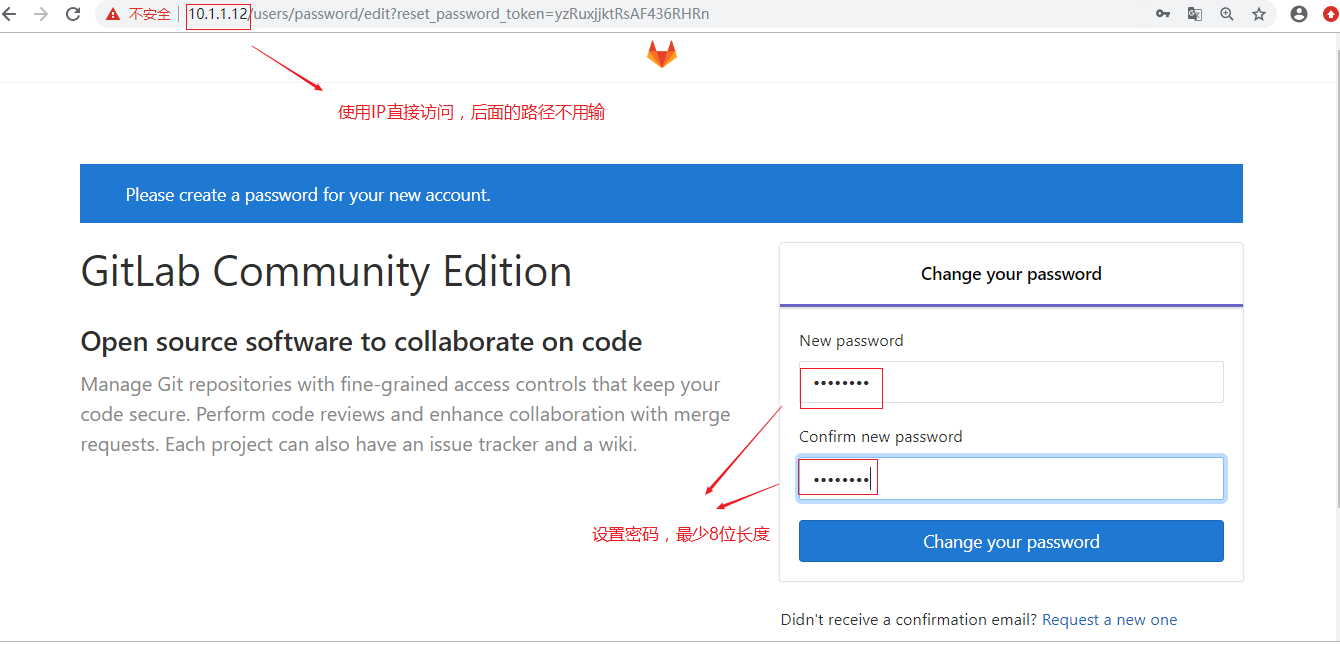 不安全 10.1.1.12/users/password/edit?reset_password_token=yzRuxjjktRsAF436RHRn
使用IP直接访问，后面的路径不用输
Please create a password for your new account.
GitLab Community Edition
Open source software to collaborate on code
Manage Git repositories with fine-grained access controls that keep your
code secure. Perform code reviews and enhance collaboration with merge
requests. Each project can also have an issue tracker and a wiki.
Change your password
New password
••••••••
Confirm new password
••••••••
设置密码，最少8位长度
Change your password
Didn't receive a confirmation email? Request a new one